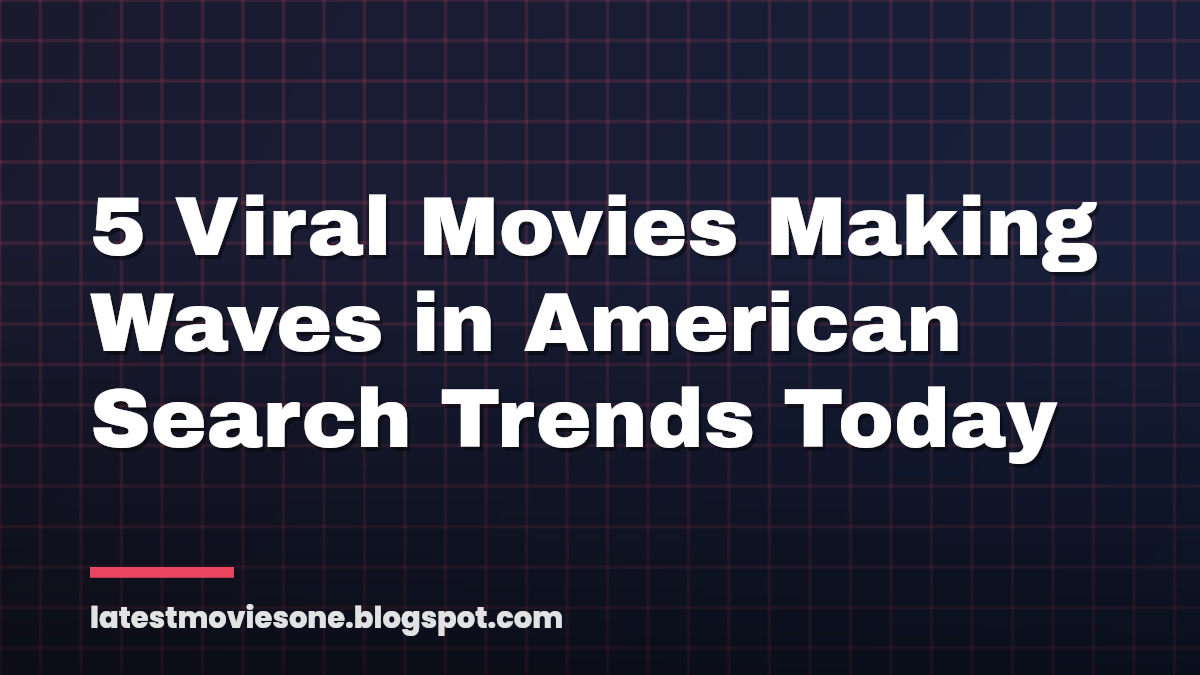 5 Viral Movies Making
Waves in American
Search Trends Today
latestmoviesone.blogspot.com